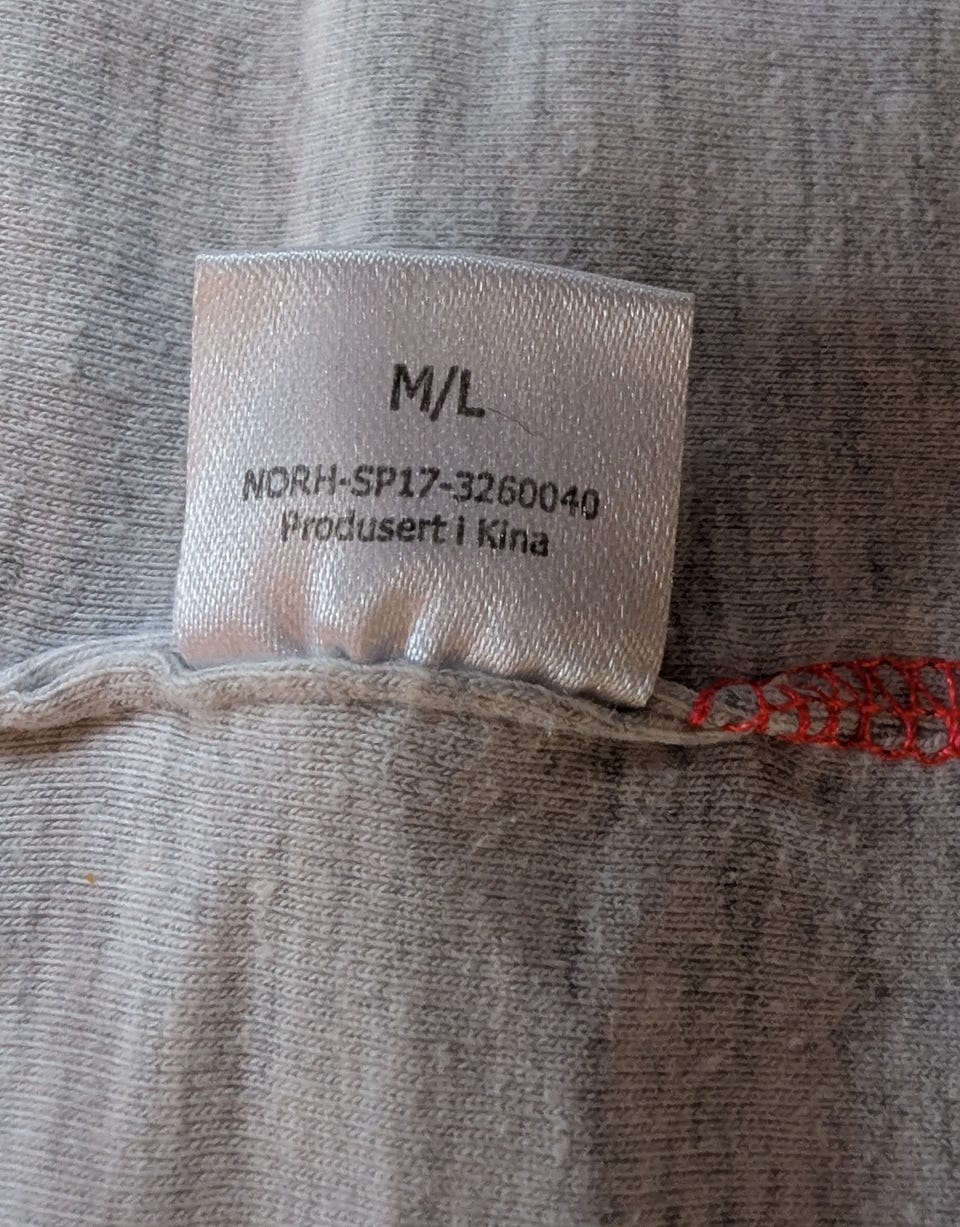 M/L
NORH-SP17-3260040
Produsert i Kina